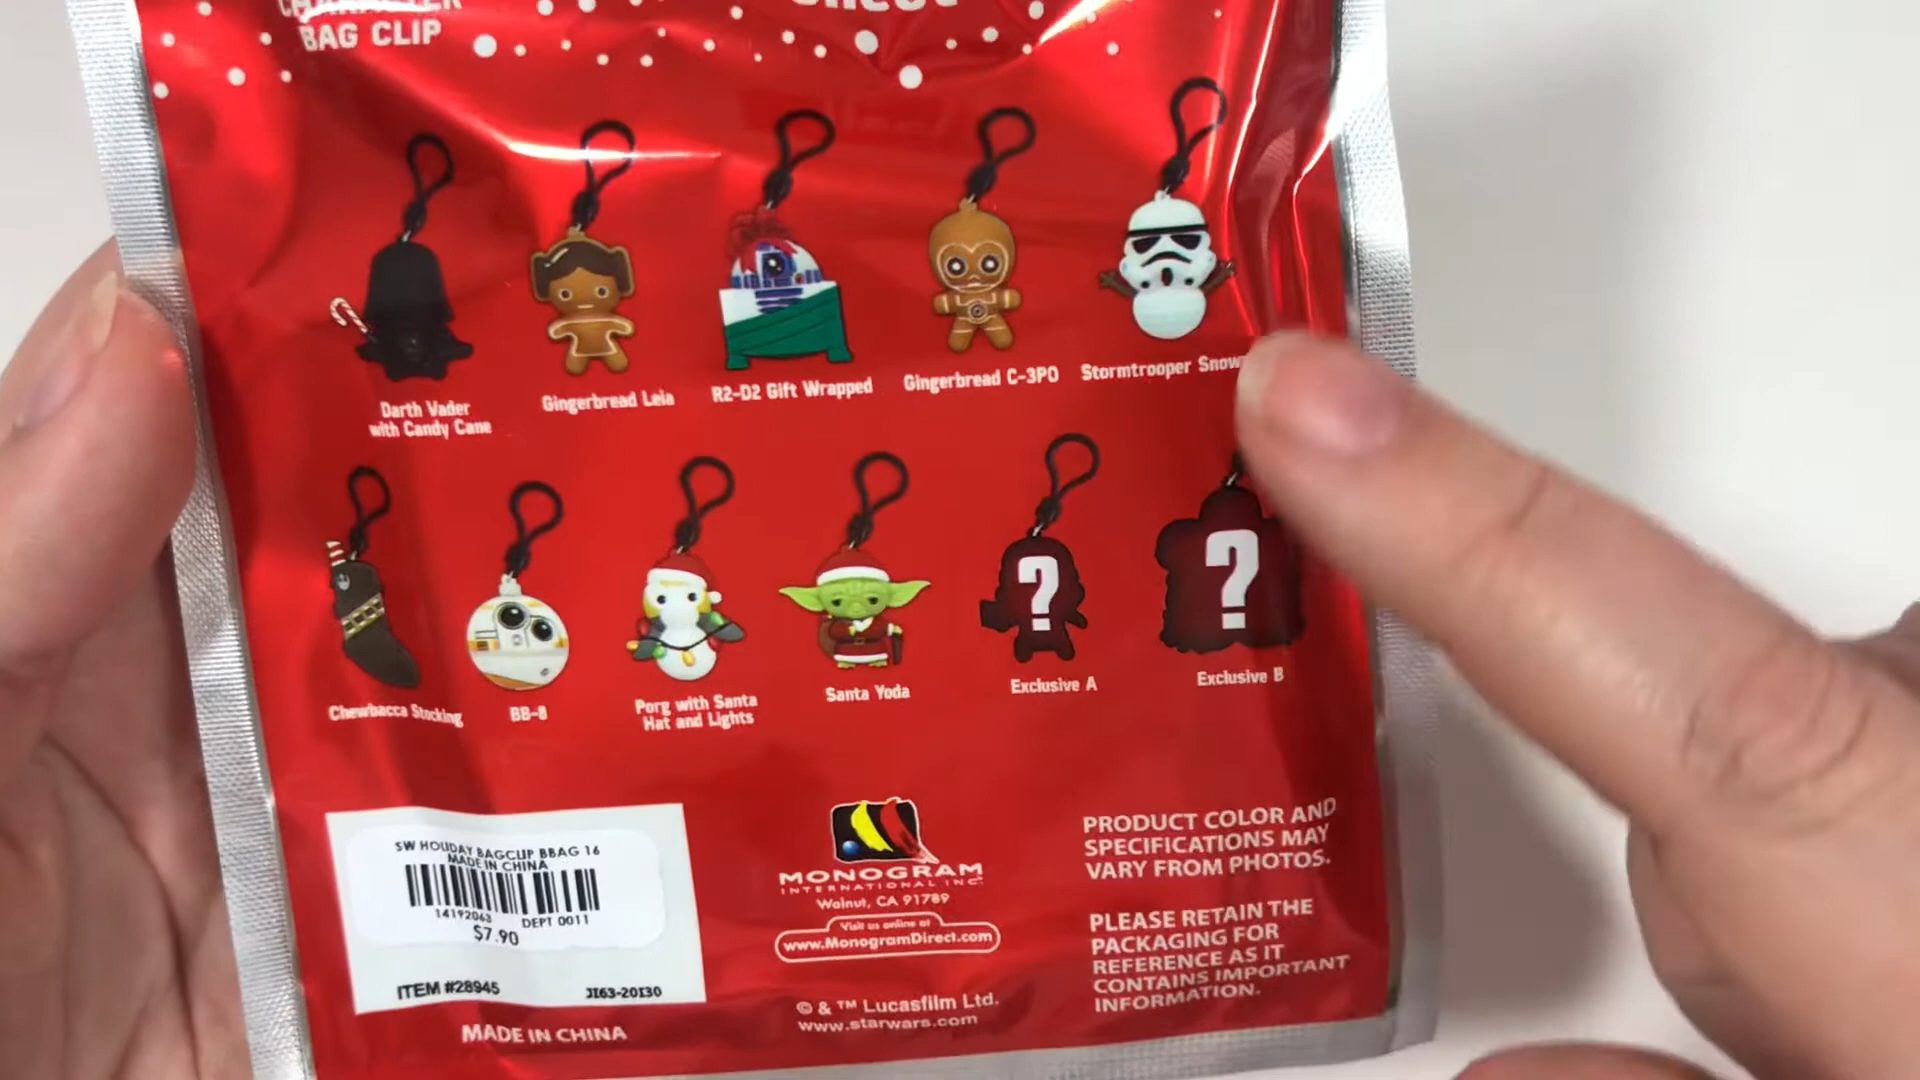 CHARACTER
BAG CLIP
Darth Vader
with Candy Cane
Gingerbread Leia
R2-D2 Gift Wrapped
Gingerbread C-3PO
Stormtrooper Snow
?
?
Chewbacca Stocking
BB-8
Porg with Santa
Hat and Lights
Santa Yoda
Exclusive A
Exclusive B
SW HOLIDAY BAGCLIP BBAG 16
MADE IN CHINA
14192063 DEPT 0011
$7.90
ITEM #28945 JI63-20130
MADE IN CHINA
MONOGRAM
INTERNATIONAL INC.
Walnut, CA 91789
Visit us online at
www.MonogramDirect.com
© & ™ Lucasfilm Ltd.
www.starwars.com
PRODUCT COLOR AND
SPECIFICATIONS MAY
VARY FROM PHOTOS.
PLEASE RETAIN THE
PACKAGING FOR
REFERENCE AS IT
CONTAINS IMPORTANT
INFORMATION.